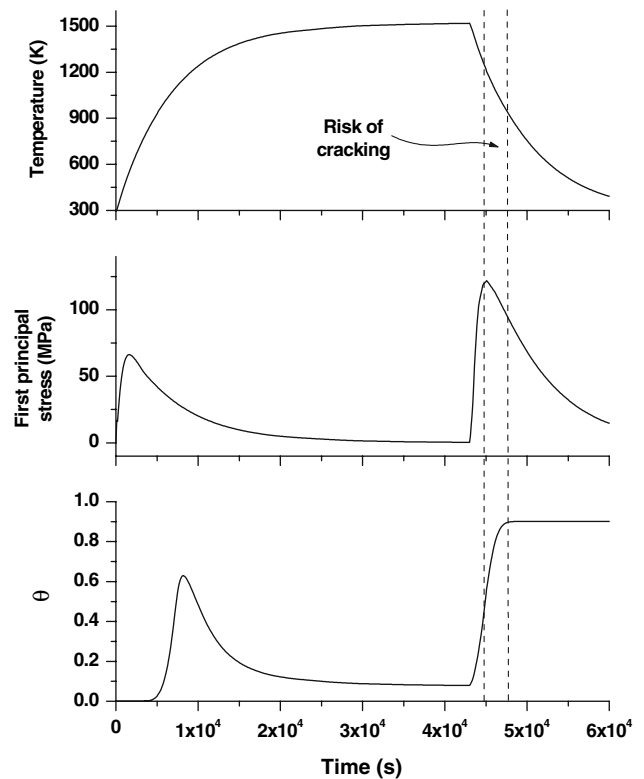 1500
1200
900
600
300
Temperature (K)
Risk of
cracking
100
50
0
First principal
stress (MPa)
1.0
0.8
0.6
0.4
0.2
0.0
θ
0 1x10⁴ 2x10⁴ 3x10⁴ 4x10⁴ 5x10⁴ 6x10⁴
Time (s)